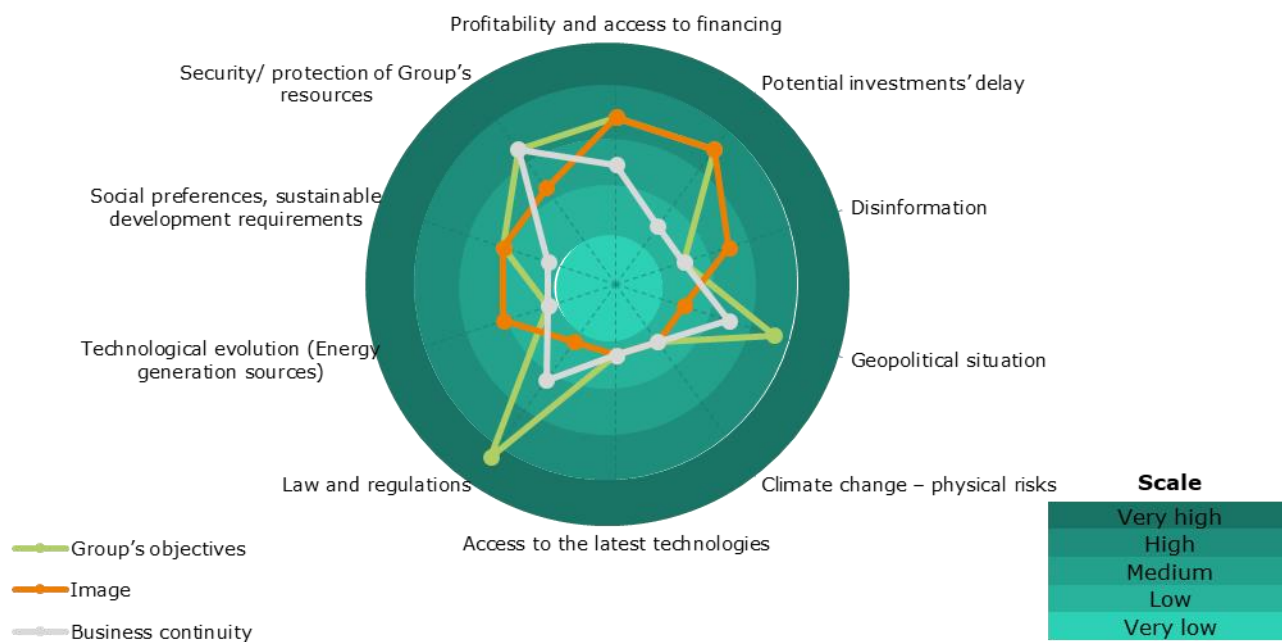 Profitability and access to financing
Security/ protection of Group’s
resources
Potential investments’ delay
Social preferences, sustainable
development requirements
Disinformation
Technological evolution (Energy
generation sources)
Geopolitical situation
Law and regulations
Climate change – physical risks
Access to the latest technologies
Scale
Very high
High
Medium
Low
Very low
Group’s objectives
Image
Business continuity